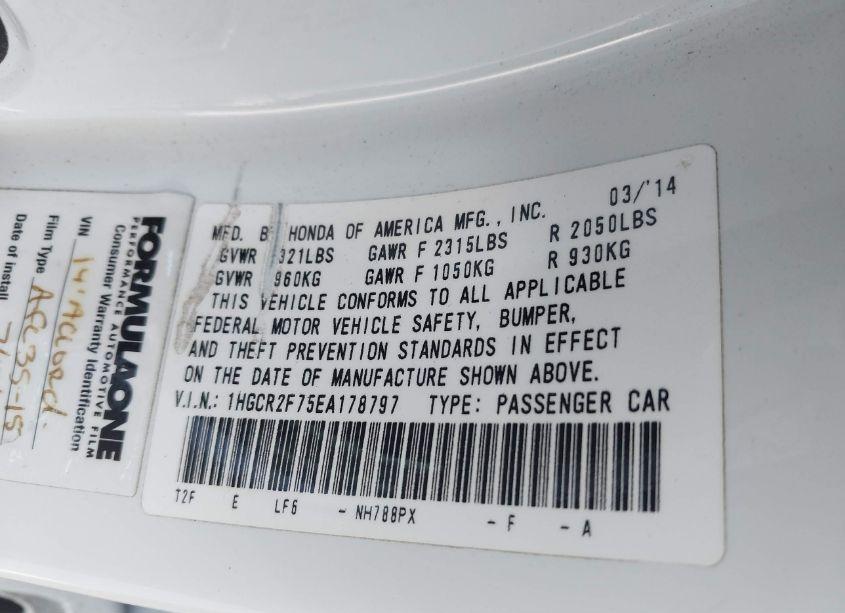 03/'14
MFD. B HONDA OF AMERICA MFG., INC.
GVWR 321LBS GAWR F 2315LBS R 2050LBS
GVWR 960KG GAWR F 1050KG R 930KG
THIS VEHICLE CONFORMS TO ALL APPLICABLE
FEDERAL MOTOR VEHICLE SAFETY, BUMPER,
AND THEFT PREVENTION STANDARDS IN EFFECT
ON THE DATE OF MANUFACTURE SHOWN ABOVE.
V.I.N.: 1HGCR2F75EA178797 TYPE: PASSENGER CAR
T2F E LF6 - NH788PX - F - A
FORMULAONE
PERFORMANCE AUTOMOTIVE FILM
Consumer Warranty Identification
VIN 14' Accord.
Film Type AFC 35-15
Date of Install